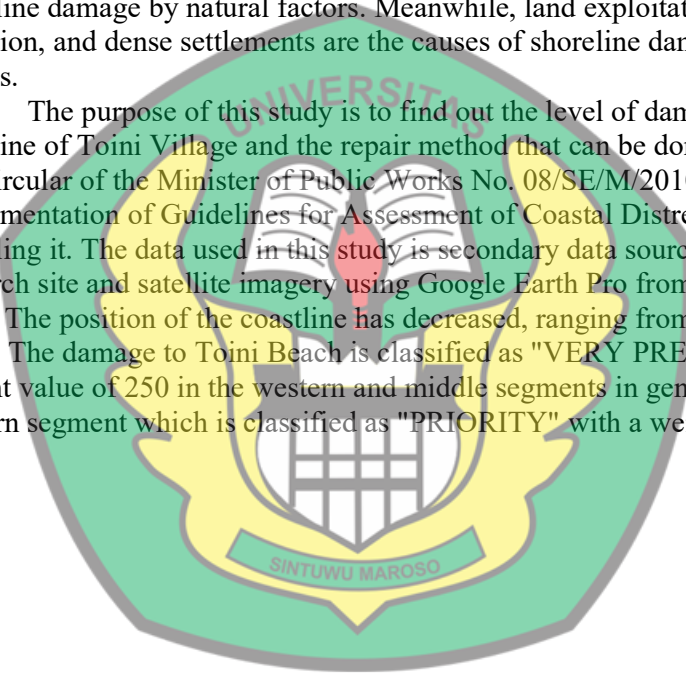 line damage by natural factors. Meanwhile, land exploitat
ion, and dense settlements are the causes of shoreline dam
s.
The purpose of this study is to find out the level of dam
ine of Toini Village and the repair method that can be do
ircular of the Minister of Public Works No. 08/SE/M/2010
mentation of Guidelines for Assessment of Coastal Distre
ling it. The data used in this study is secondary data sourc
rch site and satellite imagery using Google Earth Pro from
The position of the coastline has decreased, ranging from
The damage to Toini Beach is classified as "VERY PRE
nt value of 250 in the western and middle segments in gen
rn segment which is classified as "PRIORITY" with a we
UNIVERSITAS
SINTUWU MAROSO